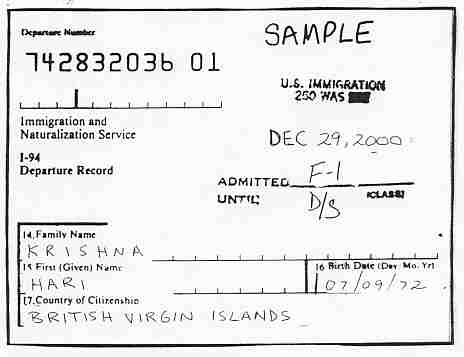 Departure Number
SAMPLE
742832036 01
U.S. IMMIGRATION
250 WAS
Immigration and
Naturalization Service
DEC 29, 2000
I-94
Departure Record
ADMITTED F-1
UNTIL D/S (CLASS)
14. Family Name
KRISHNA
15 First (Given) Name
16 Birth Date (Day, Mo. Yr)
HARI
07/09/72
17. Country of Citizenship
BRITISH VIRGIN ISLANDS